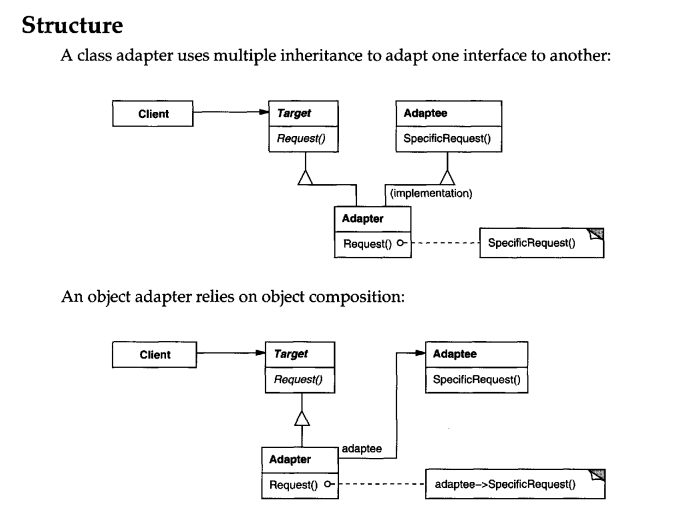 Structure
A class adapter uses multiple inheritance to adapt one interface to another:
Client
Target
Adaptee
Request()
SpecificRequest()
(implementation)
Adapter
Request()
SpecificRequest()
An object adapter relies on object composition:
Client
Target
Adaptee
Request()
SpecificRequest()
adaptee
Adapter
Request()
adaptee->SpecificRequest()